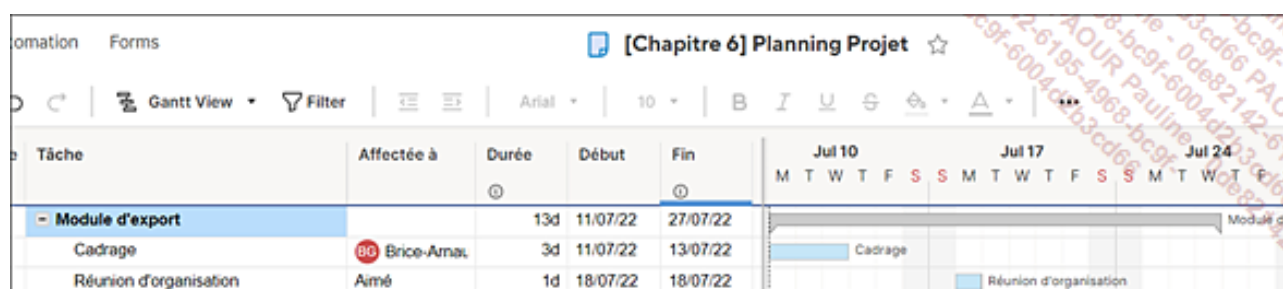 omation Forms [Chapitre 6] Planning Projet
Gantt View Filter Arial 10 B I U S A
Tâche Affectée à Durée Début Fin Jul 10 Jul 17 Jul 24
M T W T F S S M T W T F S S M T W T F
Module d'export 13d 11/07/22 27/07/22 Module d
Cadrage BG Brice-Arnau 3d 11/07/22 13/07/22 Cadrage
Réunion d'organisation Aimé 1d 18/07/22 18/07/22 Réunion d'organisation